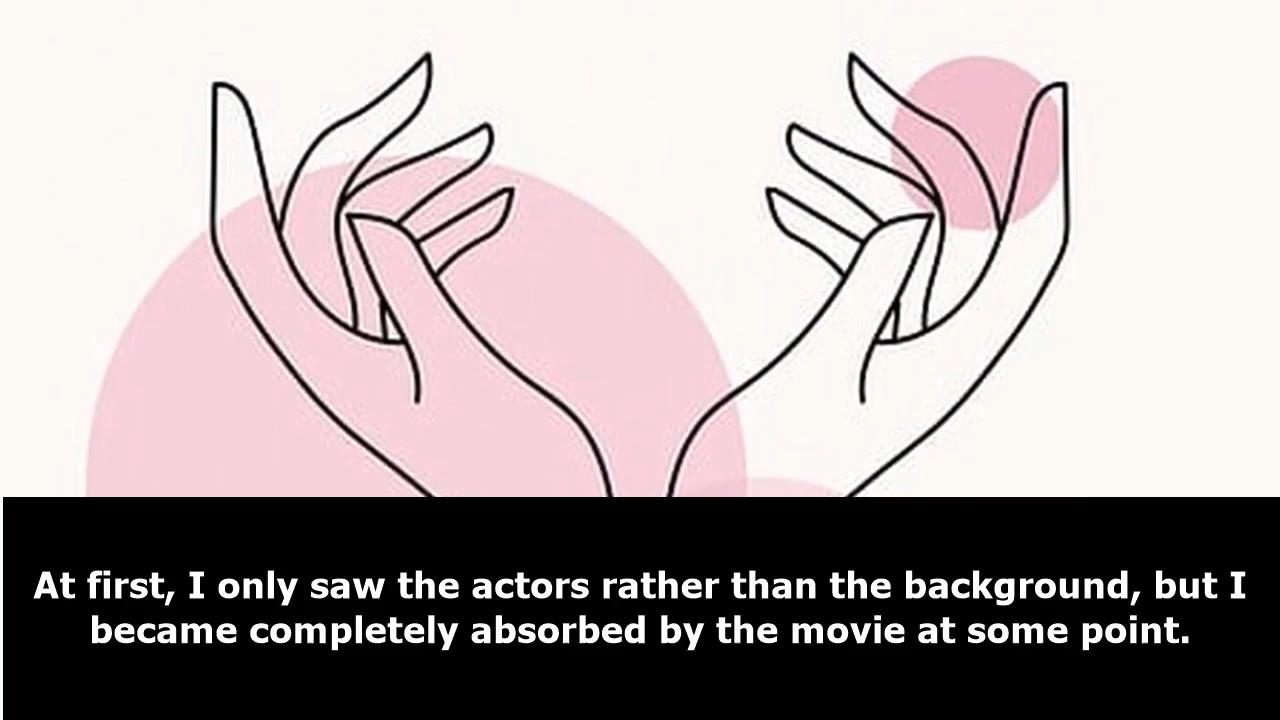 At first, I only saw the actors rather than the background, but I
became completely absorbed by the movie at some point.